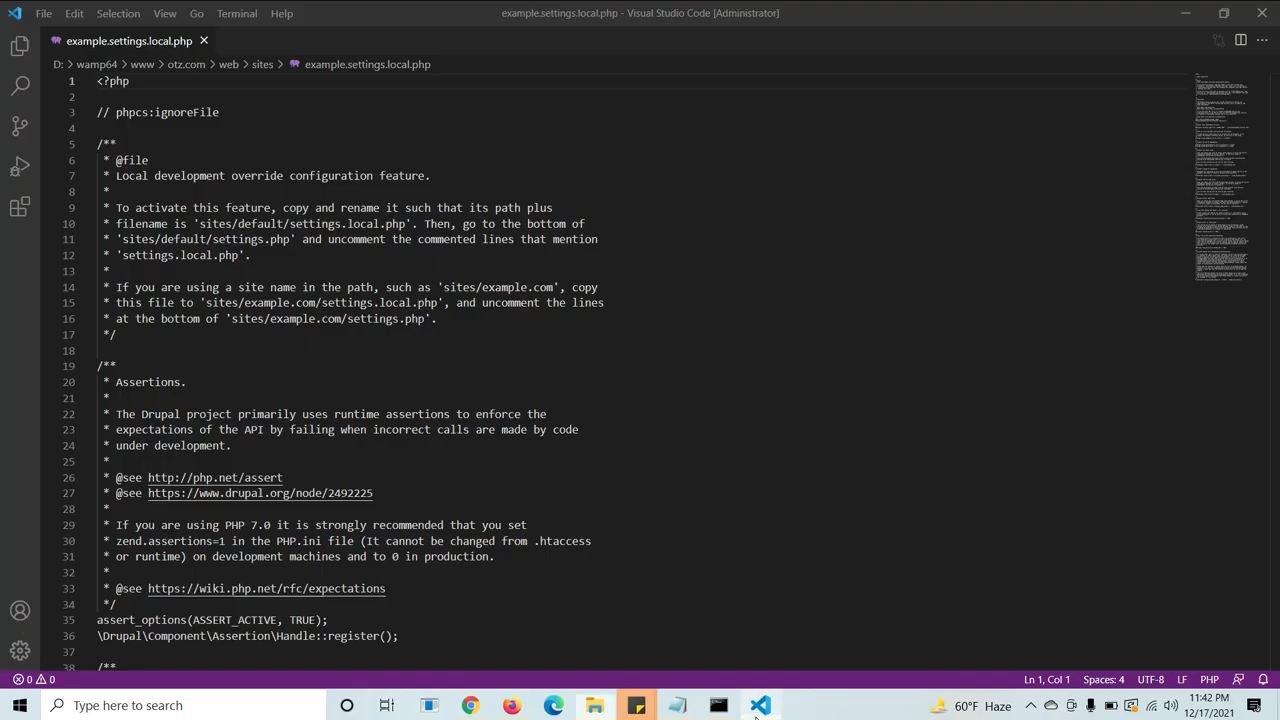 File Edit Selection View Go Terminal Help
example.settings.local.php - Visual Studio Code [Administrator]
example.settings.local.php
D: > wamp64 > www > otz.com > web > sites > example.settings.local.php
1 <?php
2
3 // phpcs:ignoreFile
4
5 /**
6 * @file
7 * Local development override configuration feature.
8 *
9 * To activate this feature, copy and rename it such that its path plus
10 * filename is 'sites/default/settings.local.php'. Then, go to the bottom of
11 * 'sites/default/settings.php' and uncomment the commented lines that mention
12 * 'settings.local.php'.
13 *
14 * If you are using a site name in the path, such as 'sites/example.com', copy
15 * this file to 'sites/example.com/settings.local.php', and uncomment the lines
16 * at the bottom of 'sites/example.com/settings.php'.
17 */
18
19 /**
20 * Assertions.
21 *
22 * The Drupal project primarily uses runtime assertions to enforce the
23 * expectations of the API by failing when incorrect calls are made by code
24 * under development.
25 *
26 * @see http://php.net/assert
27 * @see https://www.drupal.org/node/2492225
28 *
29 * If you are using PHP 7.0 it is strongly recommended that you set
30 * zend.assertions=1 in the PHP.ini file (It cannot be changed from .htaccess
31 * or runtime) on development machines and to 0 in production.
32 *
33 * @see https://wiki.php.net/rfc/expectations
34 */
35 assert_options(ASSERT_ACTIVE, TRUE);
36 \Drupal\Component\Assertion\Handle::register();
37
38 /**
0 0
Ln 1, Col 1 Spaces: 4 UTF-8 LF PHP
Type here to search
60°F Haze
11:42 PM
12/17/2021